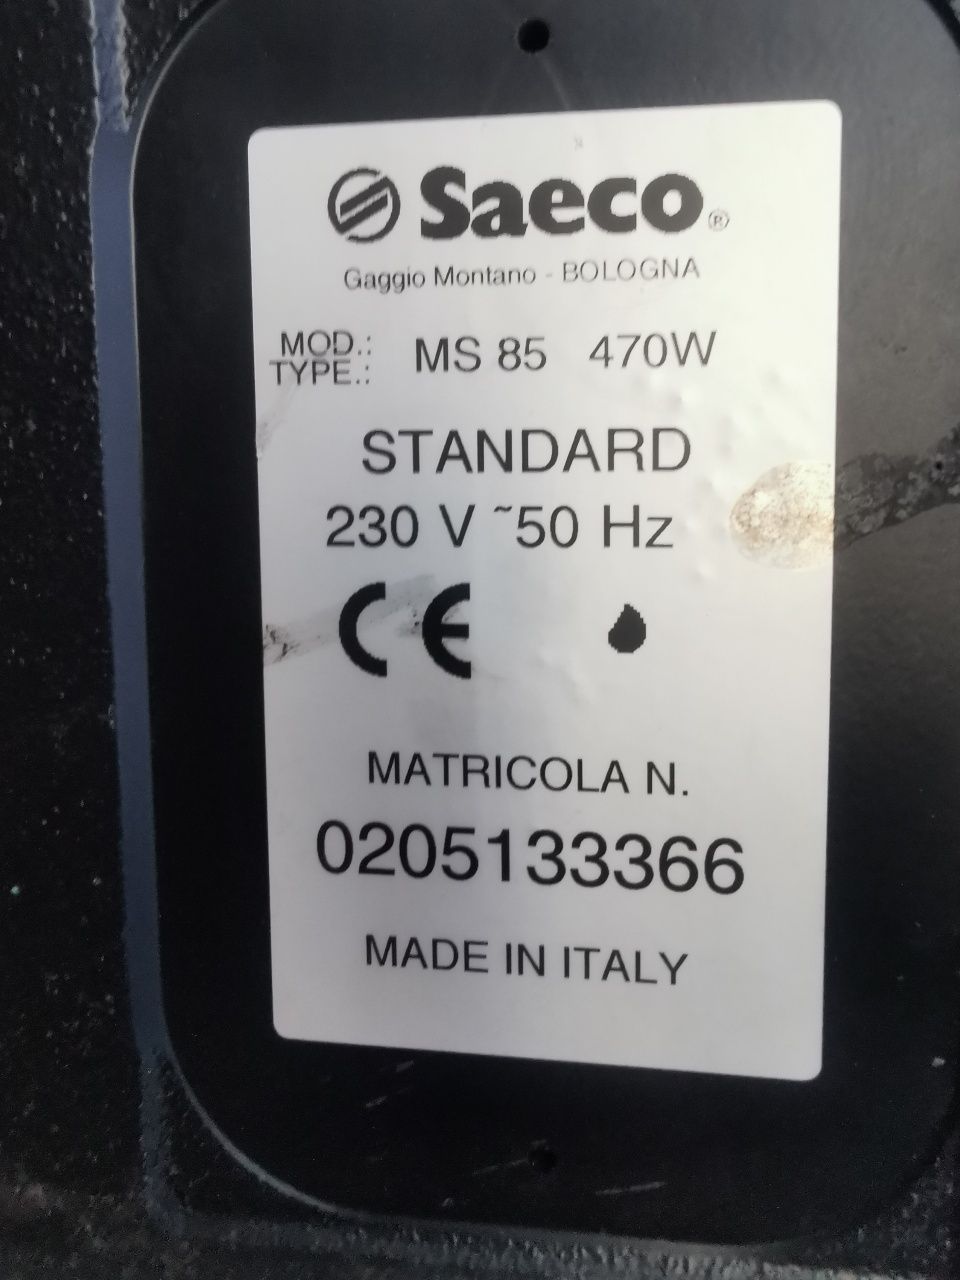 Saeco®
Gaggio Montano - BOLOGNA
MOD.: MS 85 470W
TYPE.:
STANDARD
230 V ~50 Hz
CE
MATRICOLA N.
0205133366
MADE IN ITALY